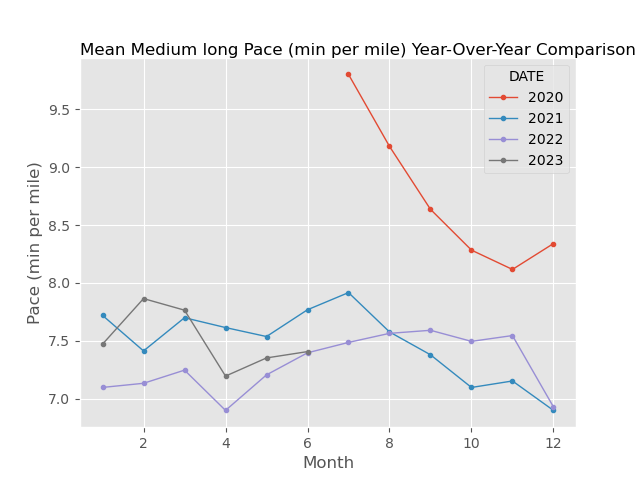 Mean Medium long Pace (min per mile) Year-Over-Year Comparison
DATE
2020
2021
2022
2023
9.5
9.0
8.5
8.0
7.5
7.0
Pace (min per mile)
2 4 6 8 10 12
Month